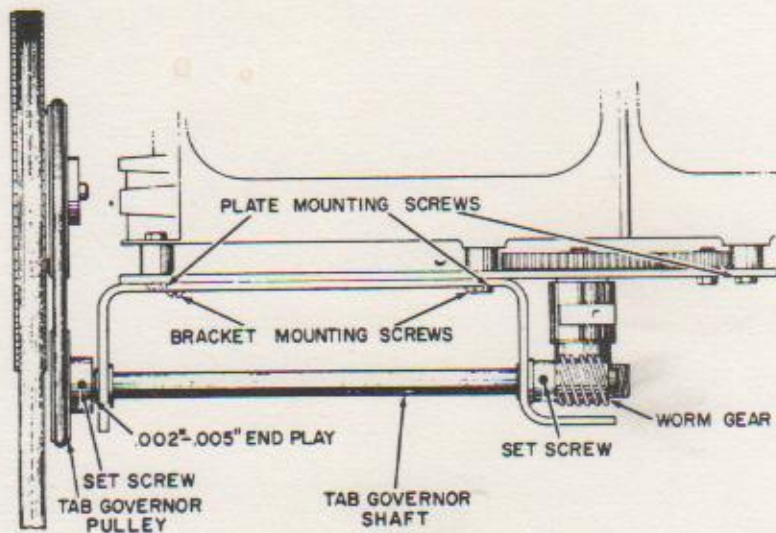 PLATE MOUNTING SCREWS
BRACKET MOUNTING SCREWS
.002"-.005" END PLAY
WORM GEAR
SET SCREW
SET SCREW
TAB GOVERNOR
PULLEY
TAB GOVERNOR
SHAFT